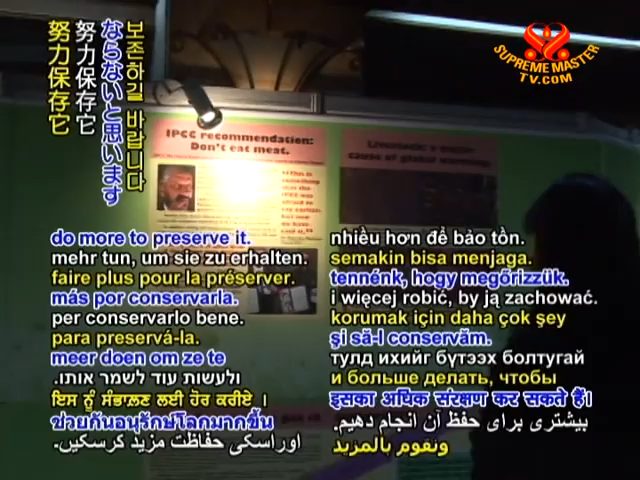 SUPREME MASTER
TV.COM
보존하길 바랍니다
ならないと思います
努力保存它
努力保存它
IPCC recommendation:
Don't eat meat.
do more to preserve it.
mehr tun, um sie zu erhalten.
faire plus pour la préserver.
más por conservarla.
per conservarlo bene.
para preservá-la.
meer doen om ze te
ולעשות עוד לשמר אותו.
ਇਸ ਨੂੰ ਸੰਭਾਲਣ ਲਈ ਹੋਰ ਕਰੀਏ ।
ช่วยกันอนุรักษ์โลกมากขึ้น
اور اسکی حفاظت مزید کرسکیں۔
nhiều hơn để bảo tồn.
semakin bisa menjaga.
tennénk, hogy megőrizzük.
i więcej robić, by ją zachować.
korumak için daha çok şey
şi să-l conservăm.
тулд ихийг бүтээх болтугай
и больше делать, чтобы
इसका अधिक संरक्षण कर सकते हैं।
بیشتری برای حفظ آن انجام دهیم.
ونقوم بالمزيد